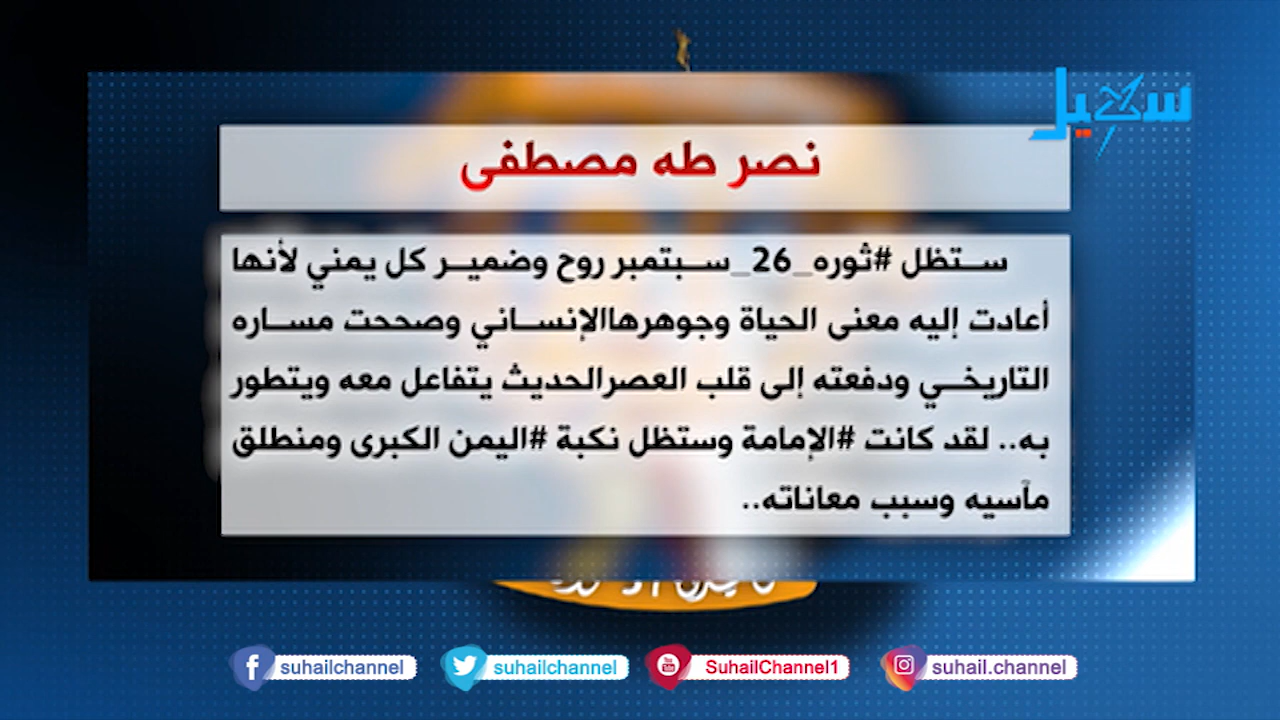 سهيل
نصر طه مصطفى
ستظل #ثوره_26_سبتمبر روح وضمير كل يمني لأنها
أعادت إليه معنى الحياة وجوهرهاالإنساني وصححت مساره
التاريخي ودفعته إلى قلب العصرالحديث يتفاعل معه ويتطور
به.. لقد كانت #الإمامة وستظل نكبة #اليمن الكبرى ومنطلق
مآسيه وسبب معاناته..
suhailchannel
suhailchannel
SuhailChannel1
suhail.channel